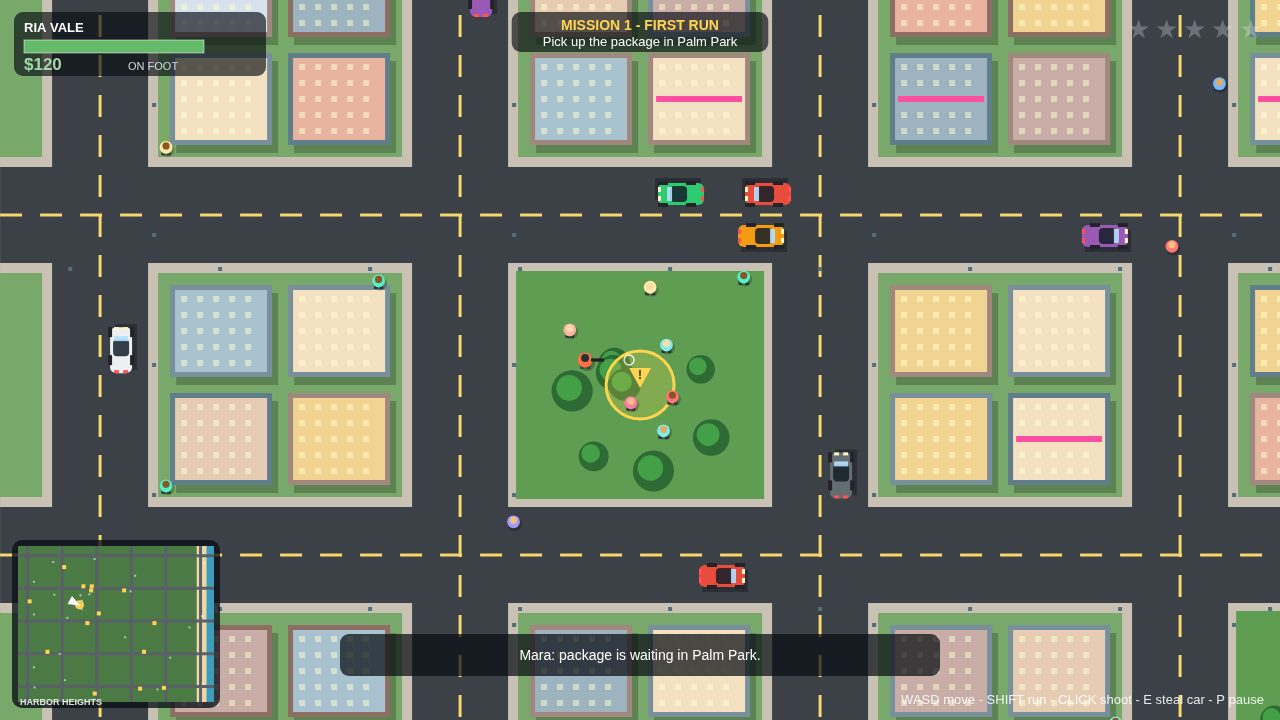 RIA VALE
$120 ON FOOT
MISSION 1 - FIRST RUN
Pick up the package in Palm Park
★★★★★
!
Mara: package is waiting in Palm Park.
HARBOR HEIGHTS
WASD move - SHIFT run - CLICK shoot - E steal car - P pause